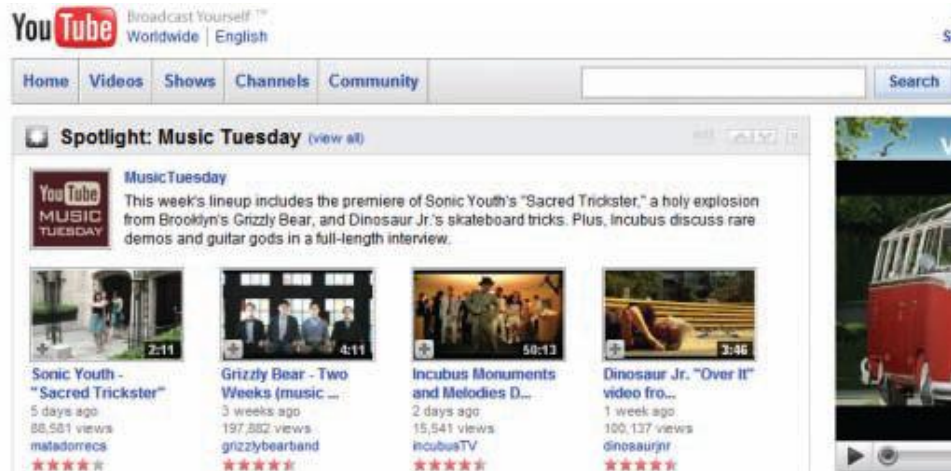 You Tube
Broadcast Yourself ™
Worldwide | English
S
Home Videos Shows Channels Community
Search
Spotlight: Music Tuesday (view all)
edit
You Tube
MUSIC
TUESDAY
MusicTuesday
This week's lineup includes the premiere of Sonic Youth's "Sacred Trickster," a holy explosion
from Brooklyn's Grizzly Bear, and Dinosaur Jr.'s skateboard tricks. Plus, Incubus discuss rare
demos and guitar gods in a full-length interview.
2:11
4:11
50:13
3:46
Sonic Youth -
"Sacred Trickster"
5 days ago
88,581 views
matadorrecs
Grizzly Bear - Two
Weeks (music ...
3 weeks ago
197,882 views
grizzlybearband
Incubus Monuments
and Melodies D...
2 days ago
15,541 views
incubusTV
Dinosaur Jr. "Over It"
video fro...
1 week ago
100,137 views
dinosaurjnr